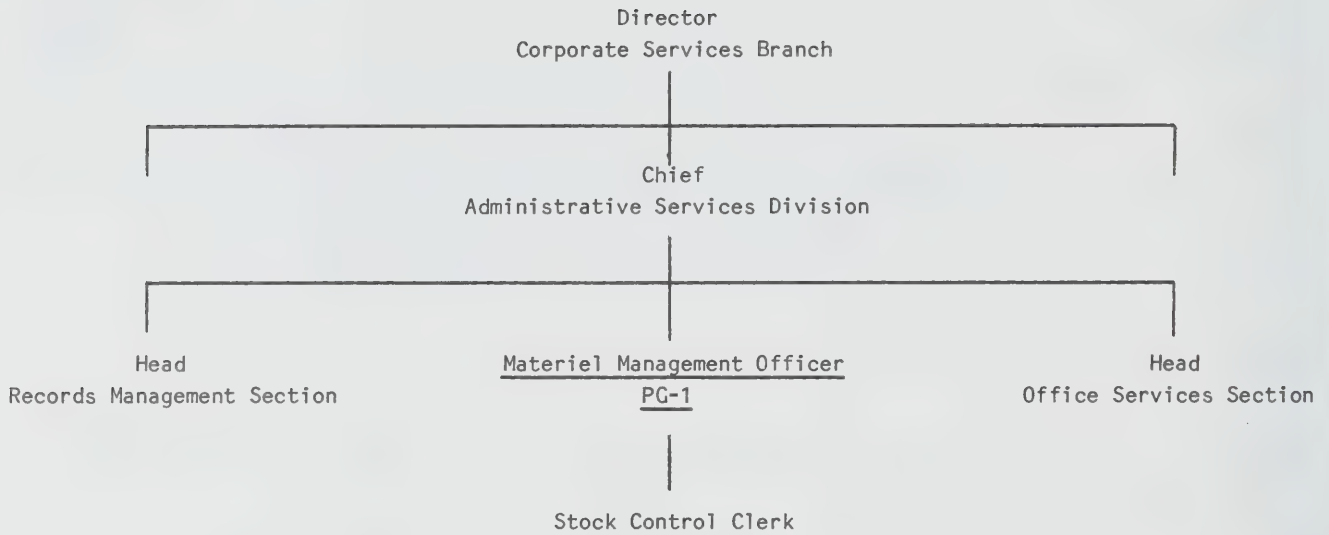 Director
Corporate Services Branch
Chief
Administrative Services Division
Head
Records Management Section
Materiel Management Officer
PG-1
Head
Office Services Section
Stock Control Clerk